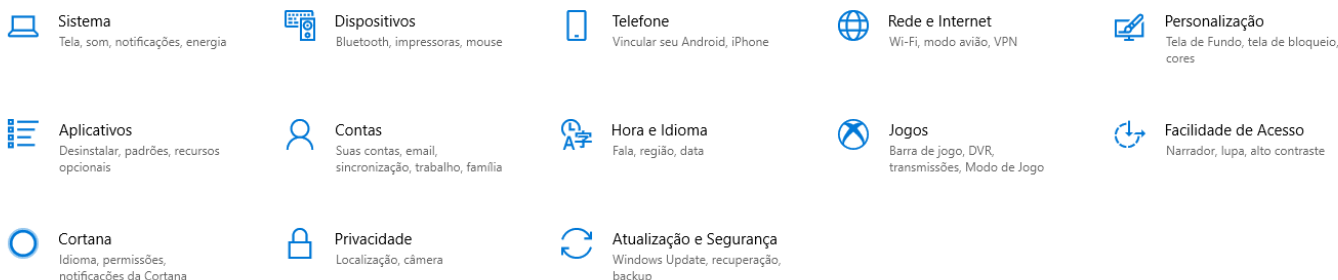 Sistema
Tela, som, notificações, energia
Dispositivos
Bluetooth, impressoras, mouse
Telefone
Vincular seu Android, iPhone
Rede e Internet
Wi-Fi, modo avião, VPN
Personalização
Tela de Fundo, tela de bloqueio,
cores
Aplicativos
Desinstalar, padrões, recursos
opcionais
Contas
Suas contas, email,
sincronização, trabalho, família
Hora e Idioma
Fala, região, data
Jogos
Barra de jogo, DVR,
transmissões, Modo de Jogo
Facilidade de Acesso
Narrador, lupa, alto contraste
Cortana
Idioma, permissões,
notificações da Cortana
Privacidade
Localização, câmera
Atualização e Segurança
Windows Update, recuperação,
backup